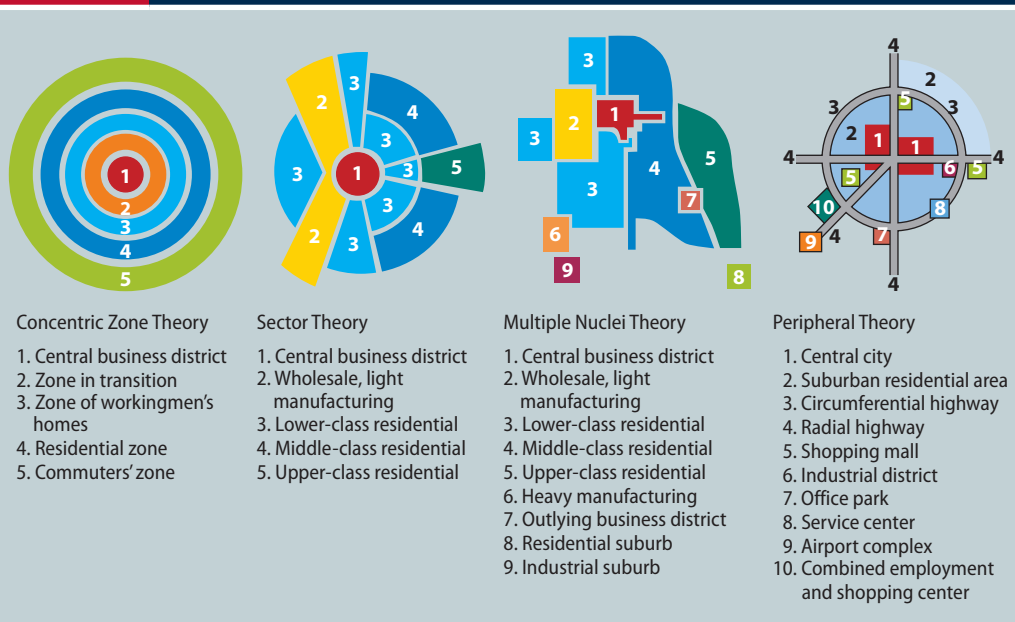 1
2
3
4
5
1
2
3
4
3
5
3
3
4
3
2
1
3
2
1
3
3
4
5
7
6
9
8
4
2
5
3
3
2
1
1
4
4
5
6
5
10
8
9
4
7
4
Concentric Zone Theory
1. Central business district
2. Zone in transition
3. Zone of workingmen's
homes
4. Residential zone
5. Commuters' zone
Sector Theory
1. Central business district
2. Wholesale, light
manufacturing
3. Lower-class residential
4. Middle-class residential
5. Upper-class residential
Multiple Nuclei Theory
1. Central business district
2. Wholesale, light
manufacturing
3. Lower-class residential
4. Middle-class residential
5. Upper-class residential
6. Heavy manufacturing
7. Outlying business district
8. Residential suburb
9. Industrial suburb
Peripheral Theory
1. Central city
2. Suburban residential area
3. Circumferential highway
4. Radial highway
5. Shopping mall
6. Industrial district
7. Office park
8. Service center
9. Airport complex
10. Combined employment
and shopping center